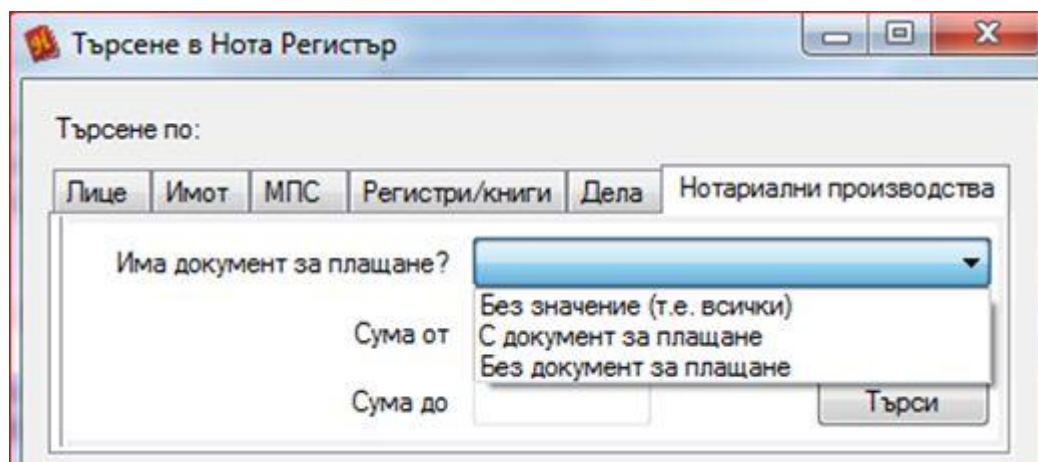 Търсене в Нота Регистър
Търсене по:
Лице Имот МПС Регистри/книги Дела Нотариални производства
Има документ за плащане?
Без значение (т.е. всички)
Сума от С документ за плащане
Без документ за плащане
Сума до Търси